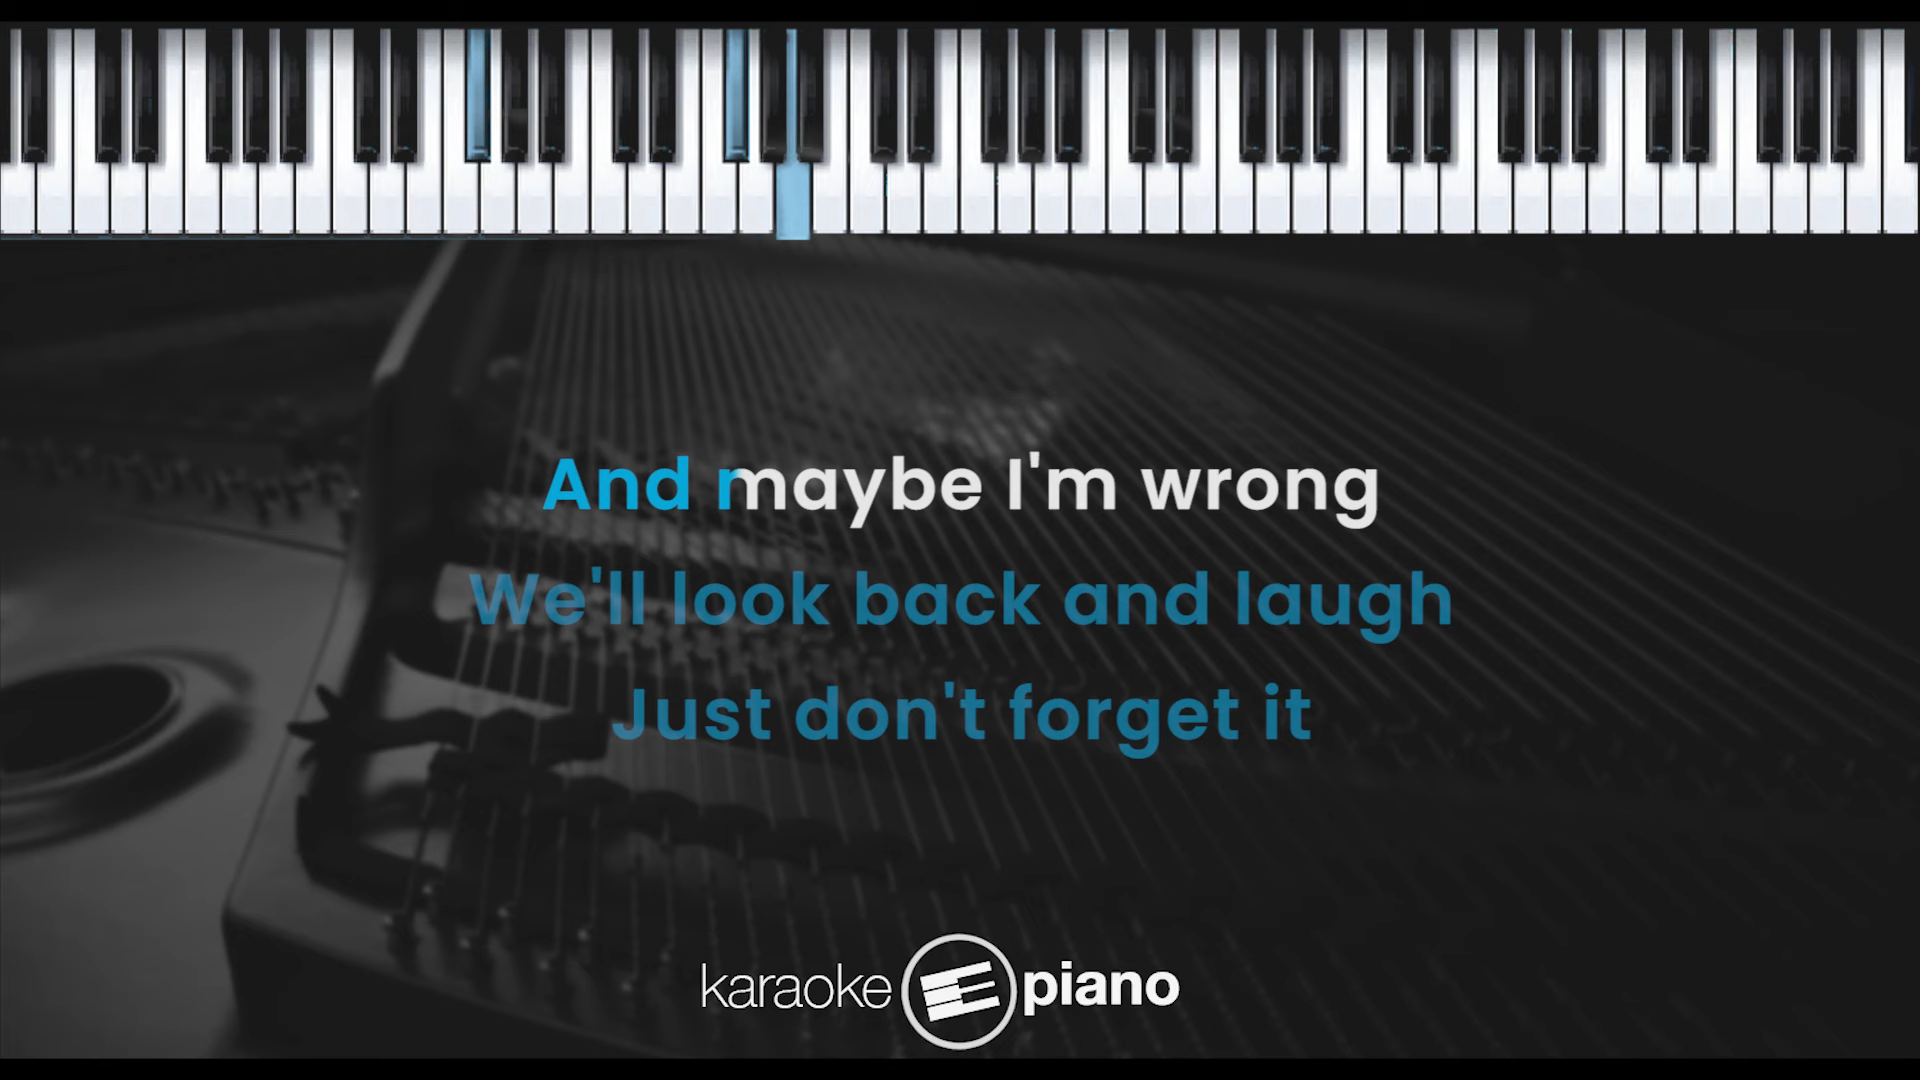 And maybe I'm wrong
We'll look back and laugh
Just don't forget it
karaoke piano